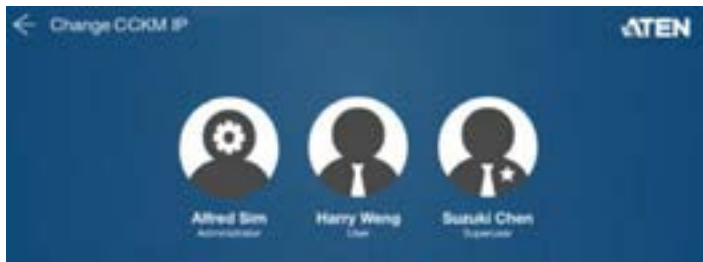 Change CCKM IP
ATEN
Alfred Sim
Harry Weng
Suzuki Chen
Administrator
User
Superuser